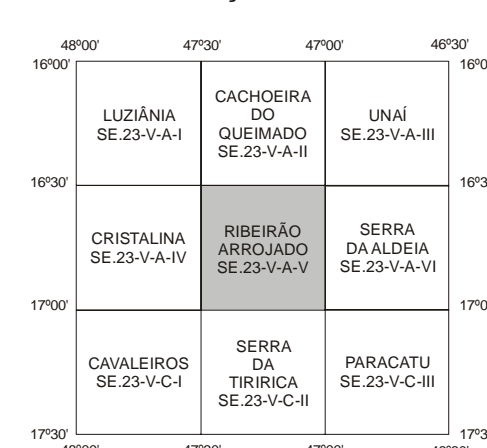 48º00' 47º30' 47º00' 46º30'
16º00' 16º0
LUZIÂNIA
SE.23-V-A-I
CACHOEIRA
DO
QUEIMADO
SE.23-V-A-II
UNAÍ
SE.23-V-A-III
16º30' 16º3
CRISTALINA
SE.23-V-A-IV
RIBEIRÃO
ARROJADO
SE.23-V-A-V
SERRA
DA ALDEIA
SE.23-V-A-VI
17º00' 17º0
CAVALEIROS
SE.23-V-C-I
SERRA
DA
TIRIRICA
SE.23-V-C-II
PARACATU
SE.23-V-C-III
17º30' 17º3